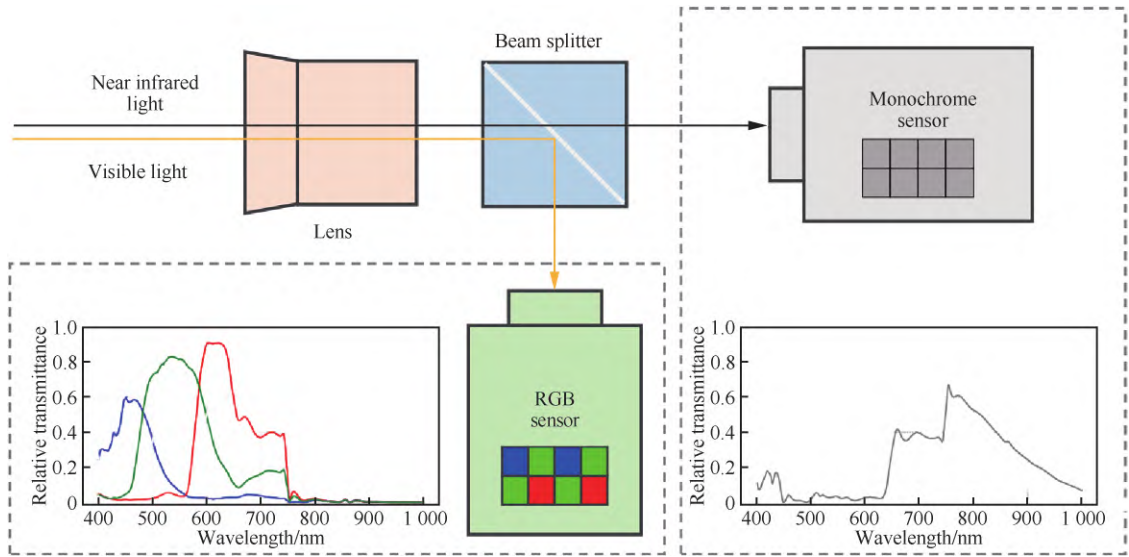 Beam splitter
Near infrared
light
Visible light
Lens
Monochrome
sensor
RGB
sensor
Relative transmittance
1.0
0.8
0.6
0.4
0.2
0
400 500 600 700 800 900 1 000
Wavelength/nm
Relative transmittance
1.0
0.8
0.6
0.4
0.2
0
400 500 600 700 800 900 1 000
Wavelength/nm